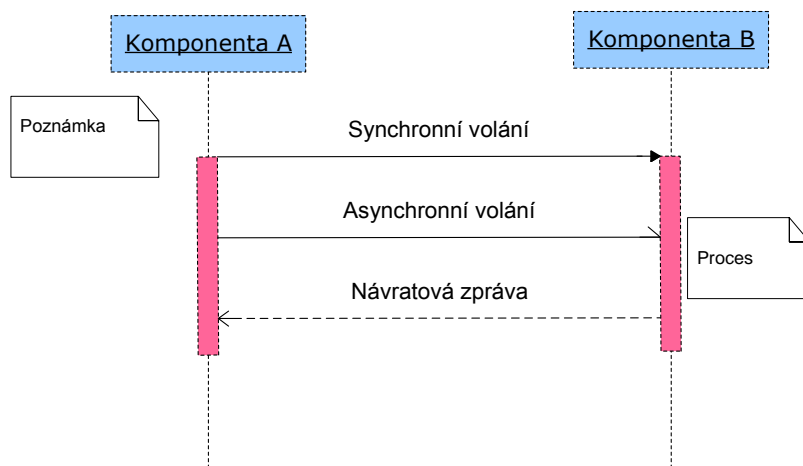 Komponenta A
Komponenta B
Poznámka
Synchronní volání
Asynchronní volání
Proces
Návratová zpráva